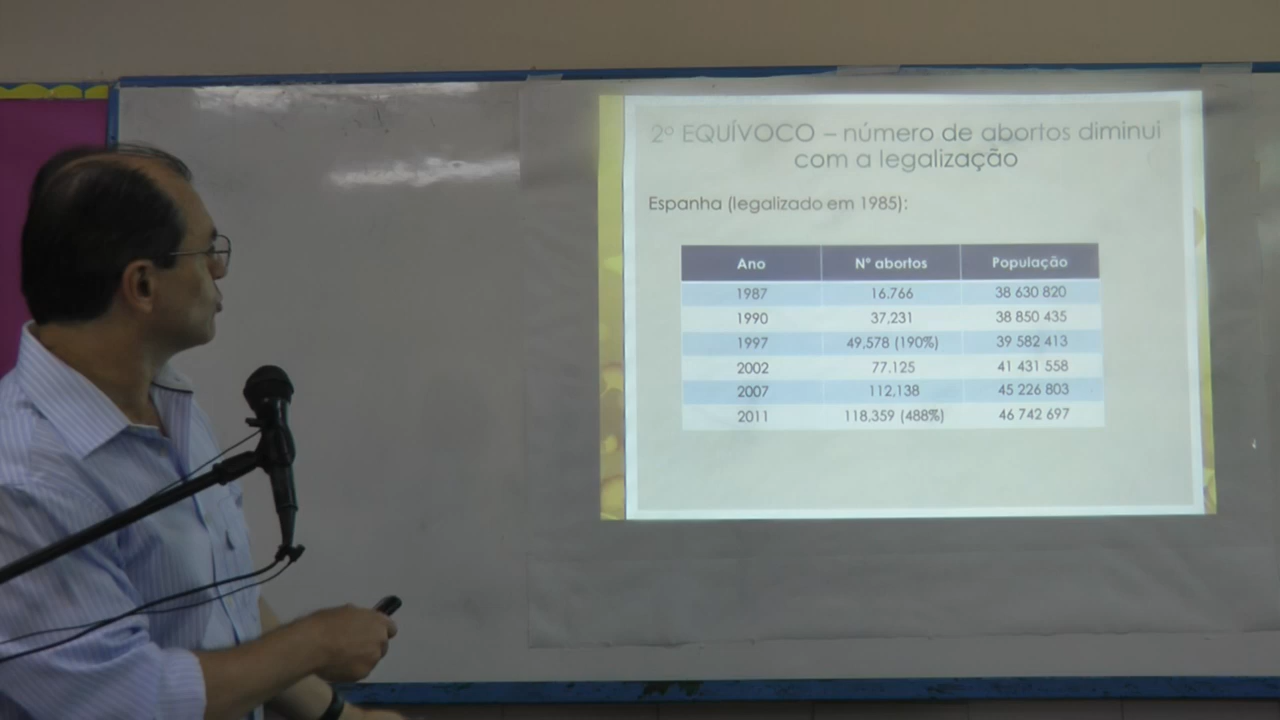 2º EQUÍVOCO – número de abortos diminui
com a legalização
Espanha (legalizado em 1985):
Ano Nº abortos População
1987 16.766 38 630 820
1990 37,231 38 850 435
1997 49,578 (190%) 39 582 413
2002 77.125 41 431 558
2007 112,138 45 226 803
2011 118,359 (488%) 46 742 697